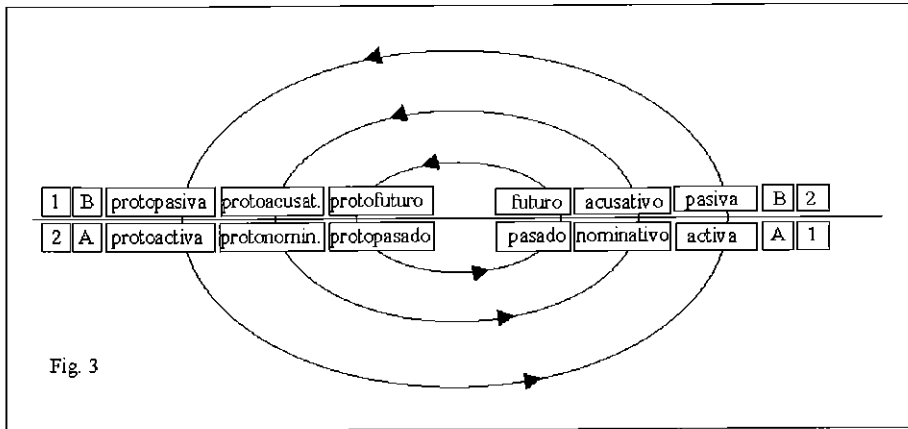 1 B protopasiva protoacusat. protofuturo futuro acusativo pasiva B 2
2 A protoactiva protonomin. protopasado pasado nominativo activa A 1
Fig. 3